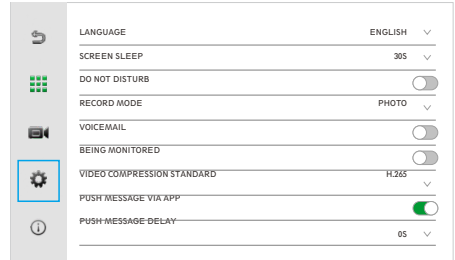 LANGUAGE ENGLISH
SCREEN SLEEP 30S
DO NOT DISTURB
RECORD MODE PHOTO
VOICEMAIL
BEING MONITORED
VIDEO COMPRESSION STANDARD H.265
PUSH MESSAGE VIA APP
PUSH MESSAGE DELAY
0S